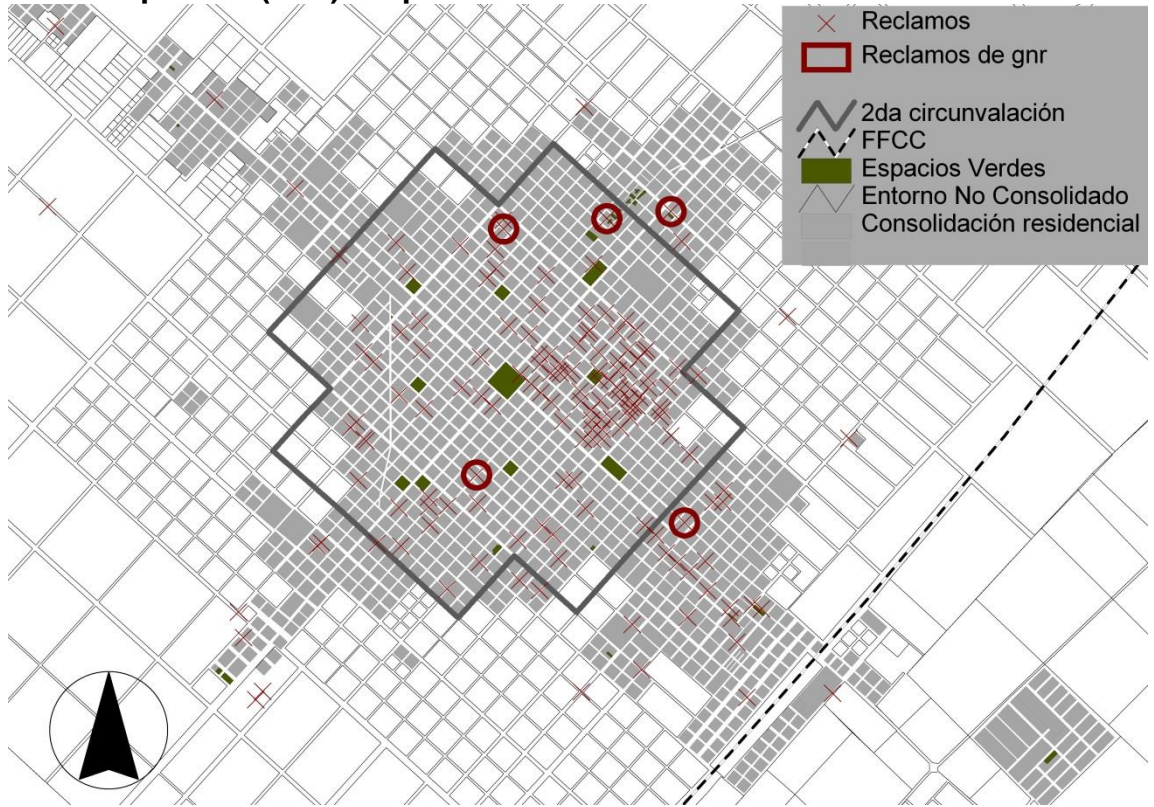 Reclamos
Reclamos de gnr
2da circunvalación
FFCC
Espacios Verdes
Entorno No Consolidado
Consolidación residencial